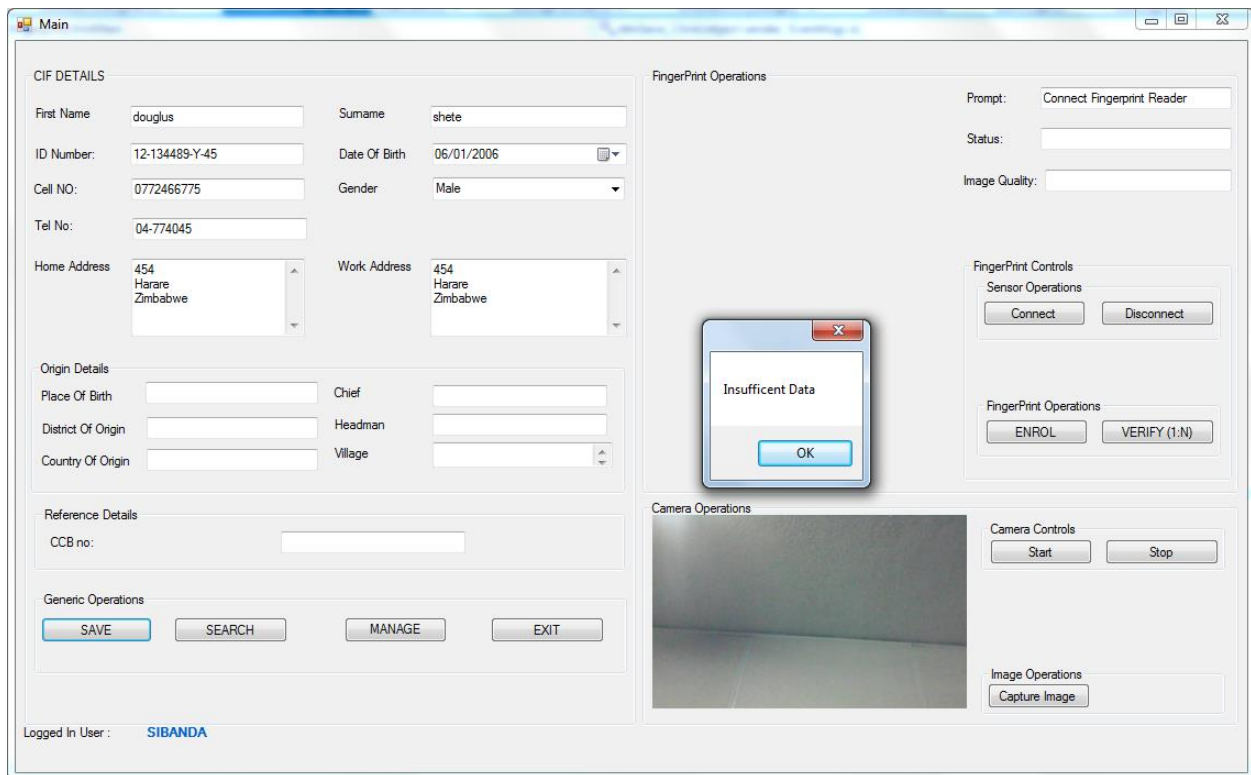 Main
CIF DETAILS
First Name douglus Surname shete
ID Number: 12-134489-Y-45 Date Of Birth 06/01/2006
Cell NO: 0772466775 Gender Male
Tel No: 04-774045
Home Address 454 Work Address 454
Harare Harare
Zimbabwe Zimbabwe
Origin Details
Place Of Birth Chief
District Of Origin Headman
Country Of Origin Village
Reference Details
CCB no:
Generic Operations
SAVE SEARCH MANAGE EXIT
Logged In User : SIBANDA
FingerPrint Operations
Prompt: Connect Fingerprint Reader
Status:
Image Quality:
FingerPrint Controls
Sensor Operations
Connect Disconnect
FingerPrint Operations
ENROL VERIFY (1:N)
Insufficent Data
OK
Camera Operations
Camera Controls
Start Stop
Image Operations
Capture Image